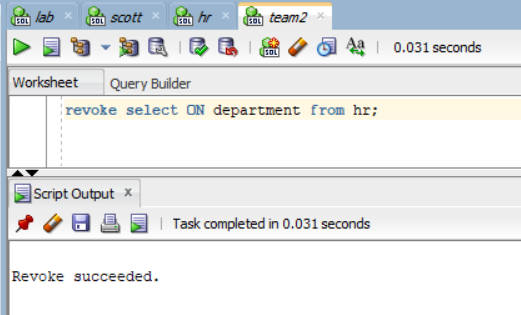 lab scott hr team2
0.031 seconds
Worksheet Query Builder
revoke select ON department from hr;
Script Output x
Task completed in 0.031 seconds
Revoke succeeded.